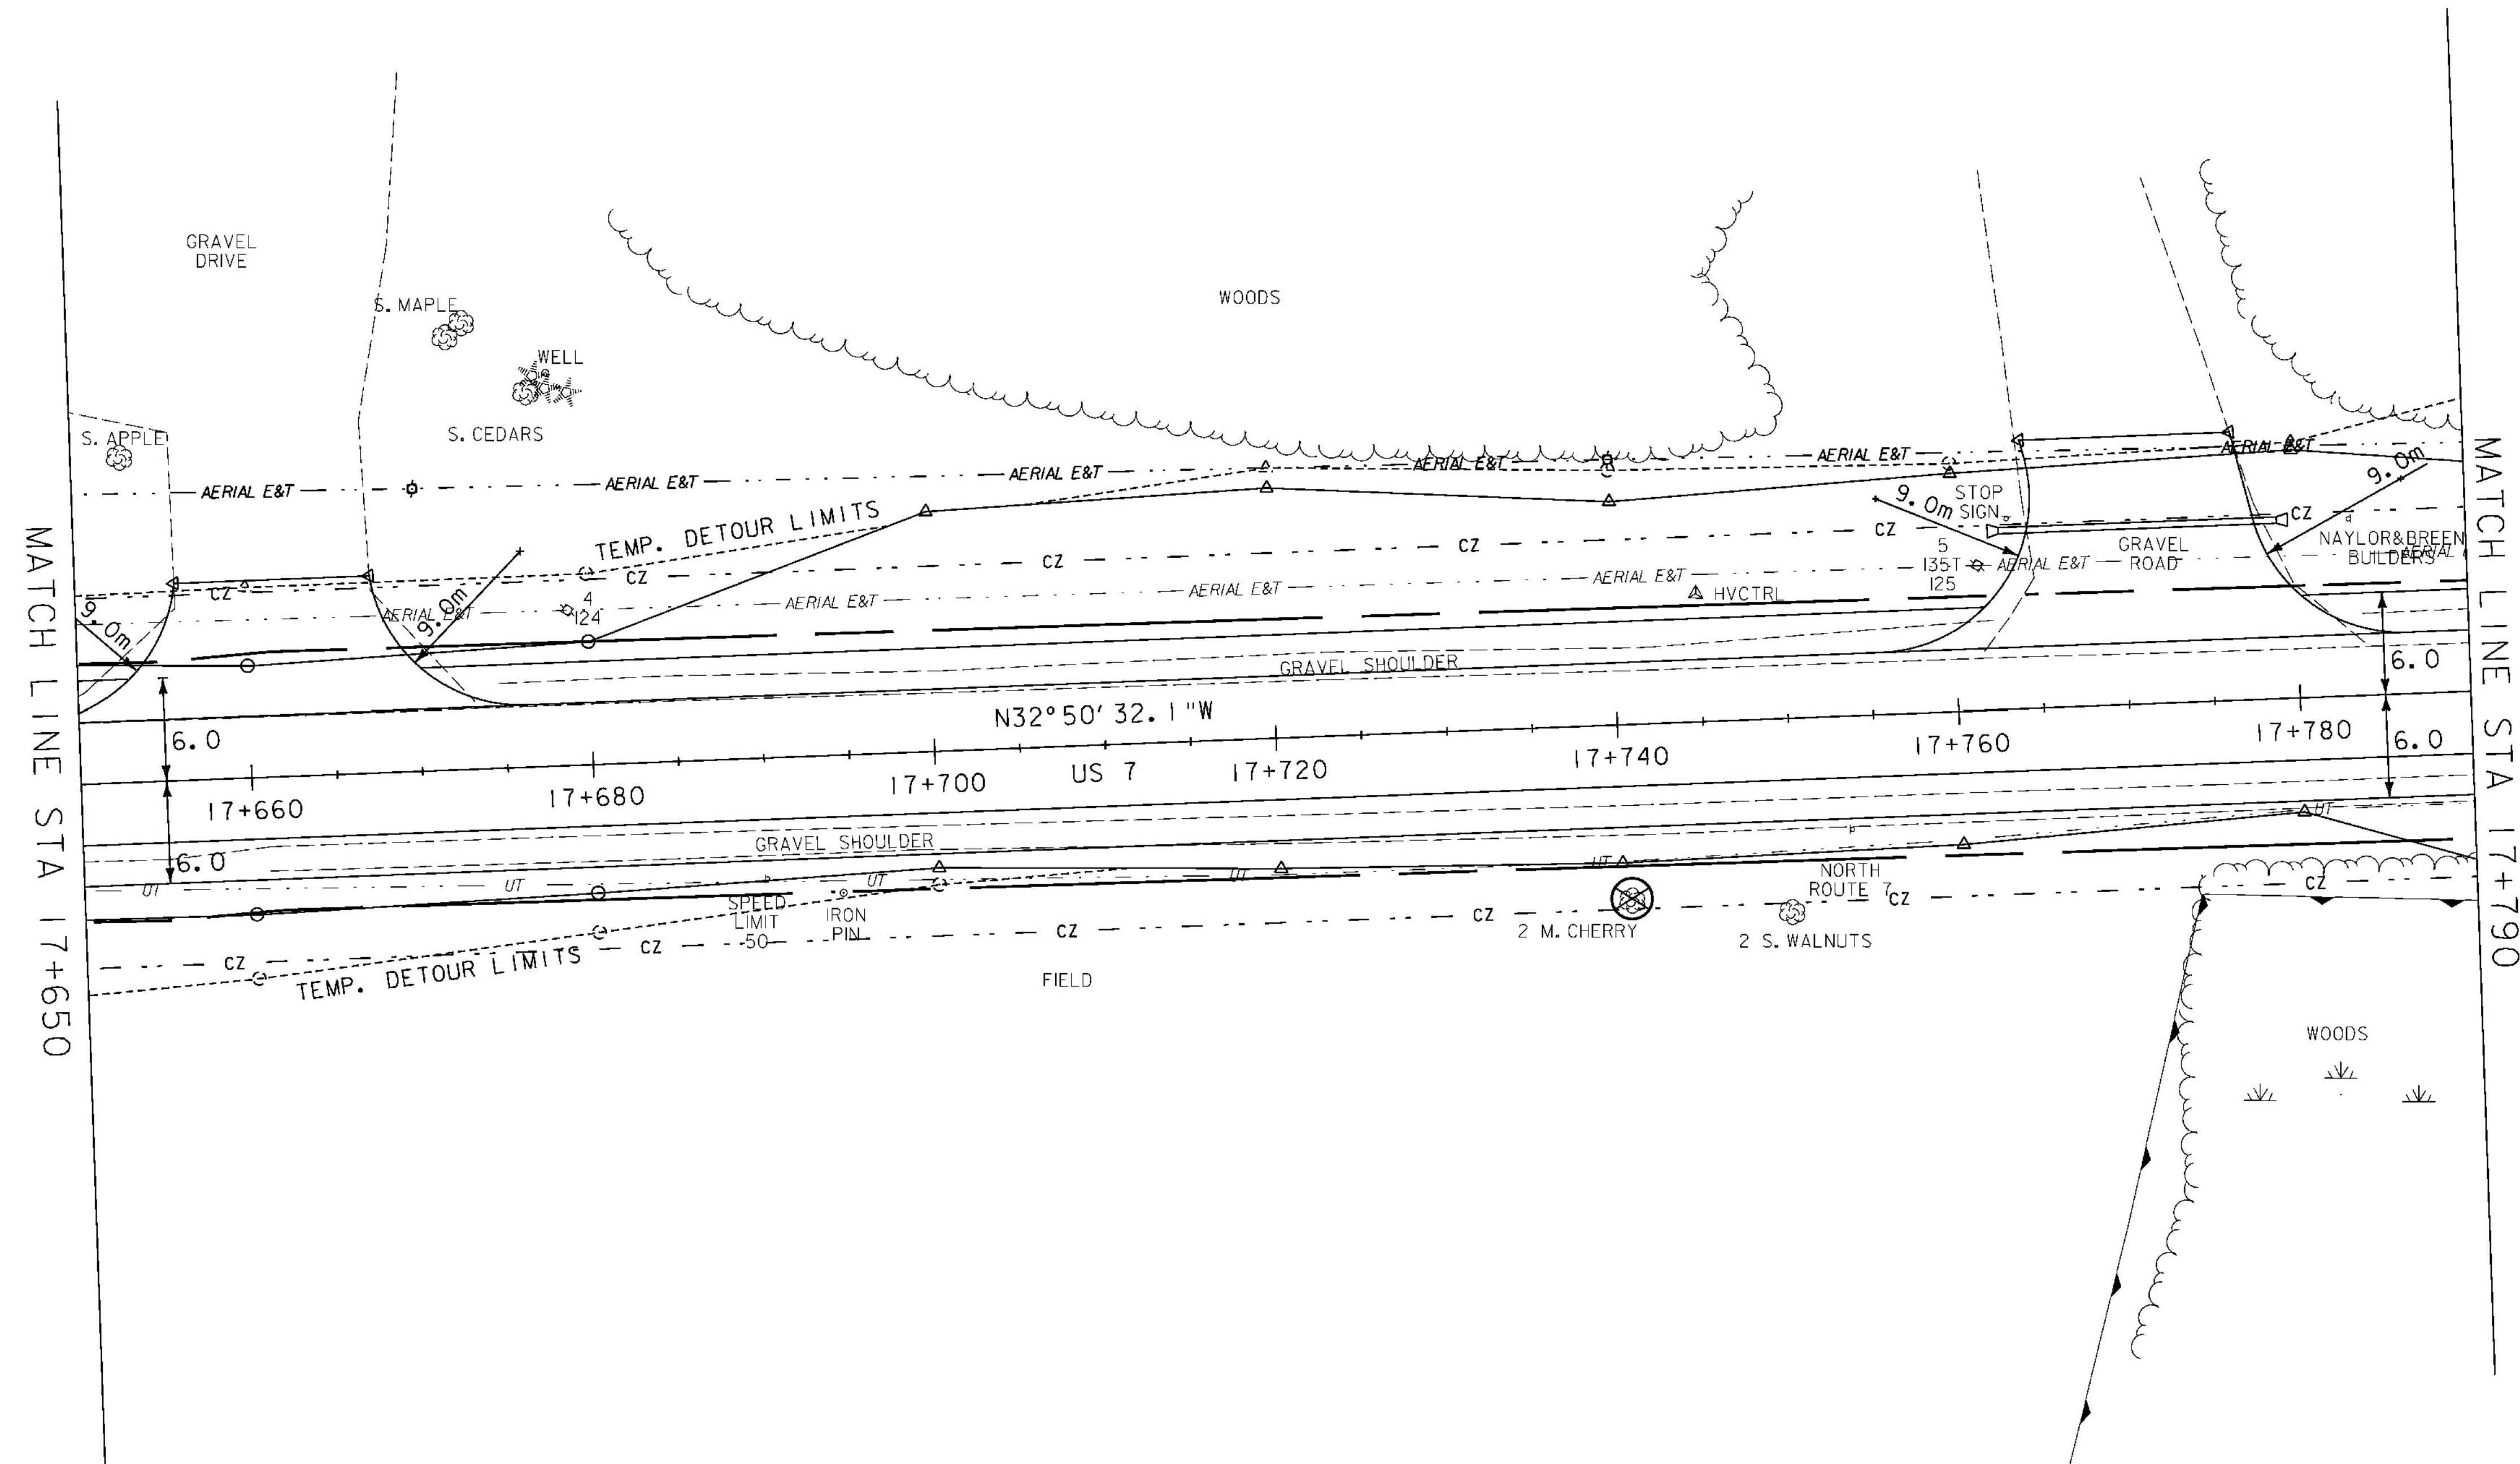 GRAVEL
DRIVE
S. MAPLE
WOODS
WELL
S. APPLE
S. CEDARS
AERIAL E&T
AERIAL E&T
AERIAL E&T
AERIAL E&T
AERIAL E&T
AERIAL E&T
TEMP. DETOUR LIMITS
9.0m
STOP
SIGN
9.0m
CZ
CZ
CZ
CZ
CZ
CZ
5
135T
125
AERIAL E&T
GRAVEL
ROAD
NAYLOR&BREEN
BUILDERS
AERIAL
9.0m
AERIAL E&T
9.0m
4
124
AERIAL E&T
AERIAL E&T
AERIAL E&T
HVCTRL
GRAVEL SHOULDER
6.0
6.0
N32°50'32.1"W
6.0
6.0
17+660
17+680
17+700
US 7
17+720
17+740
17+760
17+780
GRAVEL SHOULDER
UT
UT
UT
UT
UT
UT
SPEED
LIMIT
50
IRON
PIN
NORTH
ROUTE 7
CZ
CZ
CZ
CZ
CZ
CZ
2 M. CHERRY
2 S. WALNUTS
TEMP. DETOUR LIMITS
FIELD
WOODS
MATCH LINE STA 17+650
MATCH LINE STA 17+790